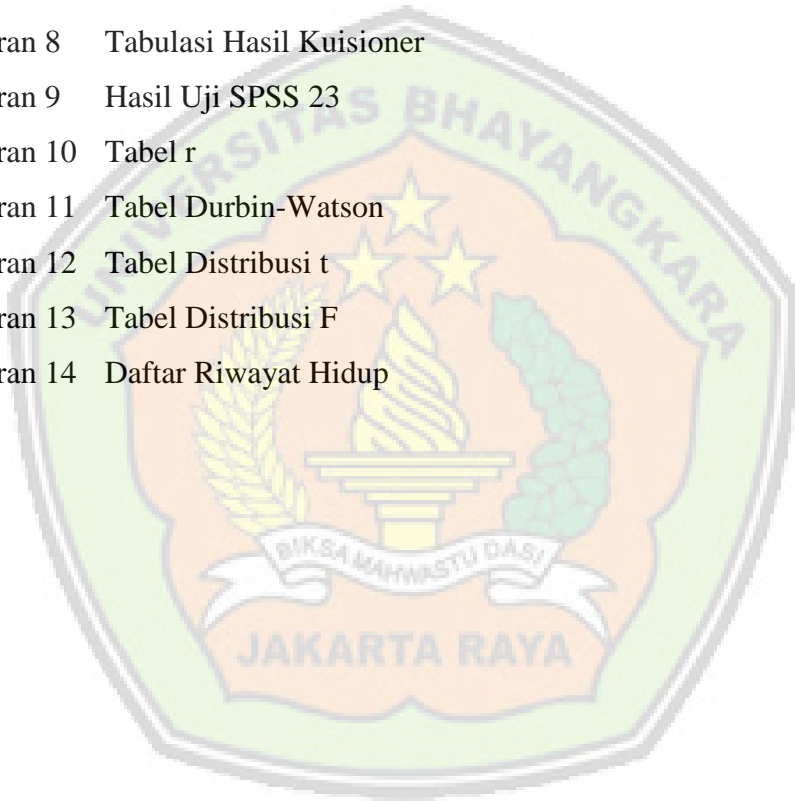 ran 8 Tabulasi Hasil Kuisioner
ran 9 Hasil Uji SPSS 23
ran 10 Tabel r
ran 11 Tabel Durbin-Watson
ran 12 Tabel Distribusi t
ran 13 Tabel Distribusi F
ran 14 Daftar Riwayat Hidup
UNIVERSITAS BHAYANGKARA
BIKSA MAHWASTU DASI
JAKARTA RAYA